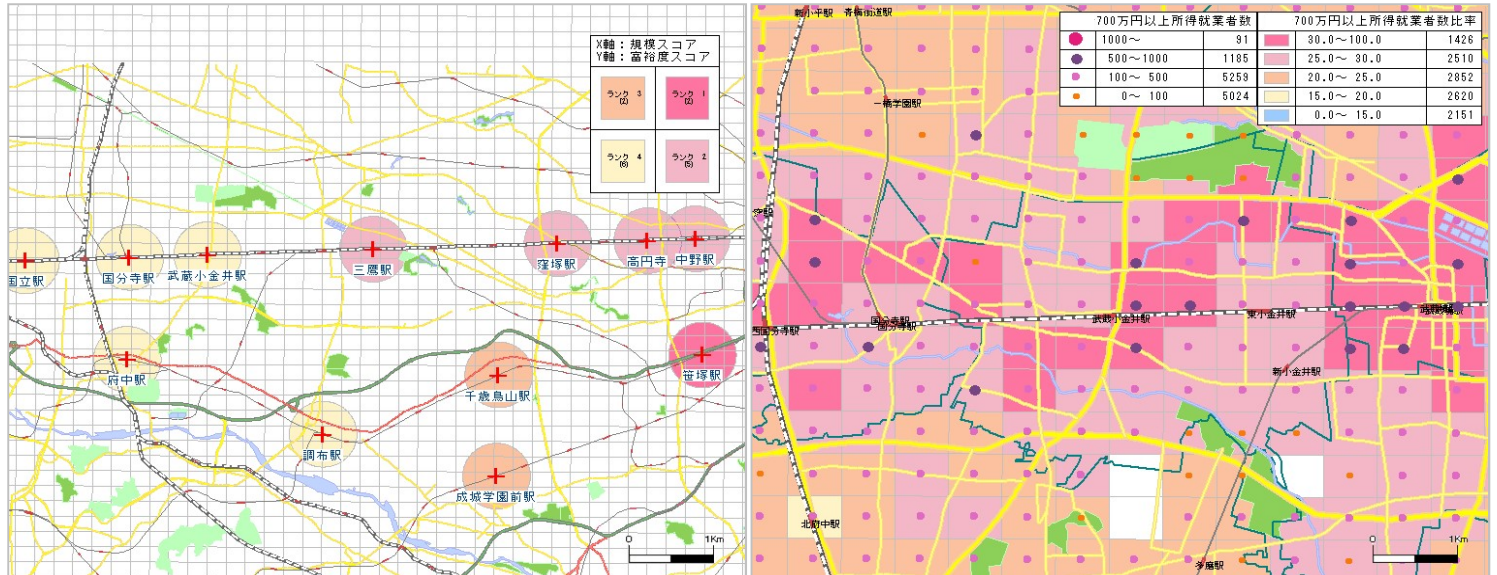 X軸：規模スコア
Y軸：富裕度スコア
ランク 3
(2)
ランク 1
(2)
ランク 4
(6)
ランク 2
(5)
国立駅
国分寺駅
武蔵小金井駅
三鷹駅
窪塚駅
高円寺
中野駅
府中駅
笹塚駅
千歳烏山駅
調布駅
成城学園前駅
0
1Km
新小平駅
青梅街道駅
700万円以上所得就業者数
1000～ 91
500～1000 1185
100～ 500 5259
0～ 100 5024
700万円以上所得就業者数比率
30.0～100.0 1426
25.0～ 30.0 2510
20.0～ 25.0 2852
15.0～ 20.0 2620
0.0～ 15.0 2151
一橋学園駅
国分寺駅
国分寺駅
西国分寺駅
武蔵小金井駅
東小金井駅
新小金井駅
北府中駅
多磨駅
0
1Km